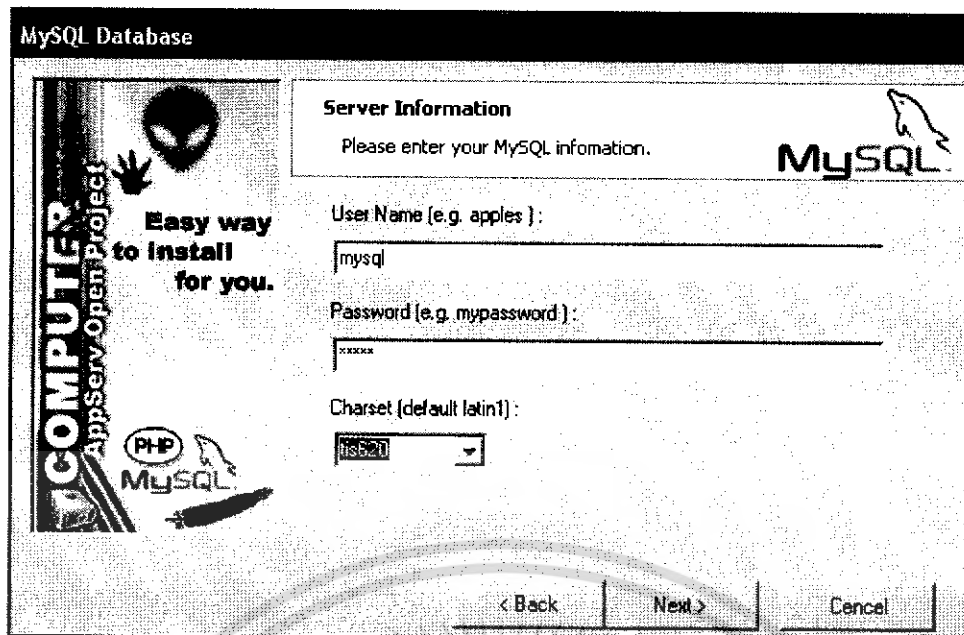 MySQL Database
Server Information
Please enter your MySQL infomation.
MySQL
COMPUTER
AppServ Open Project
Easy way
to install
for you.
PHP
MySQL
User Name (e.g. apples ) :
mysql
Password (e.g. mypassword ) :
xxxxx
Charset (default latin1) :
tis620
< Back
Next >
Cencel